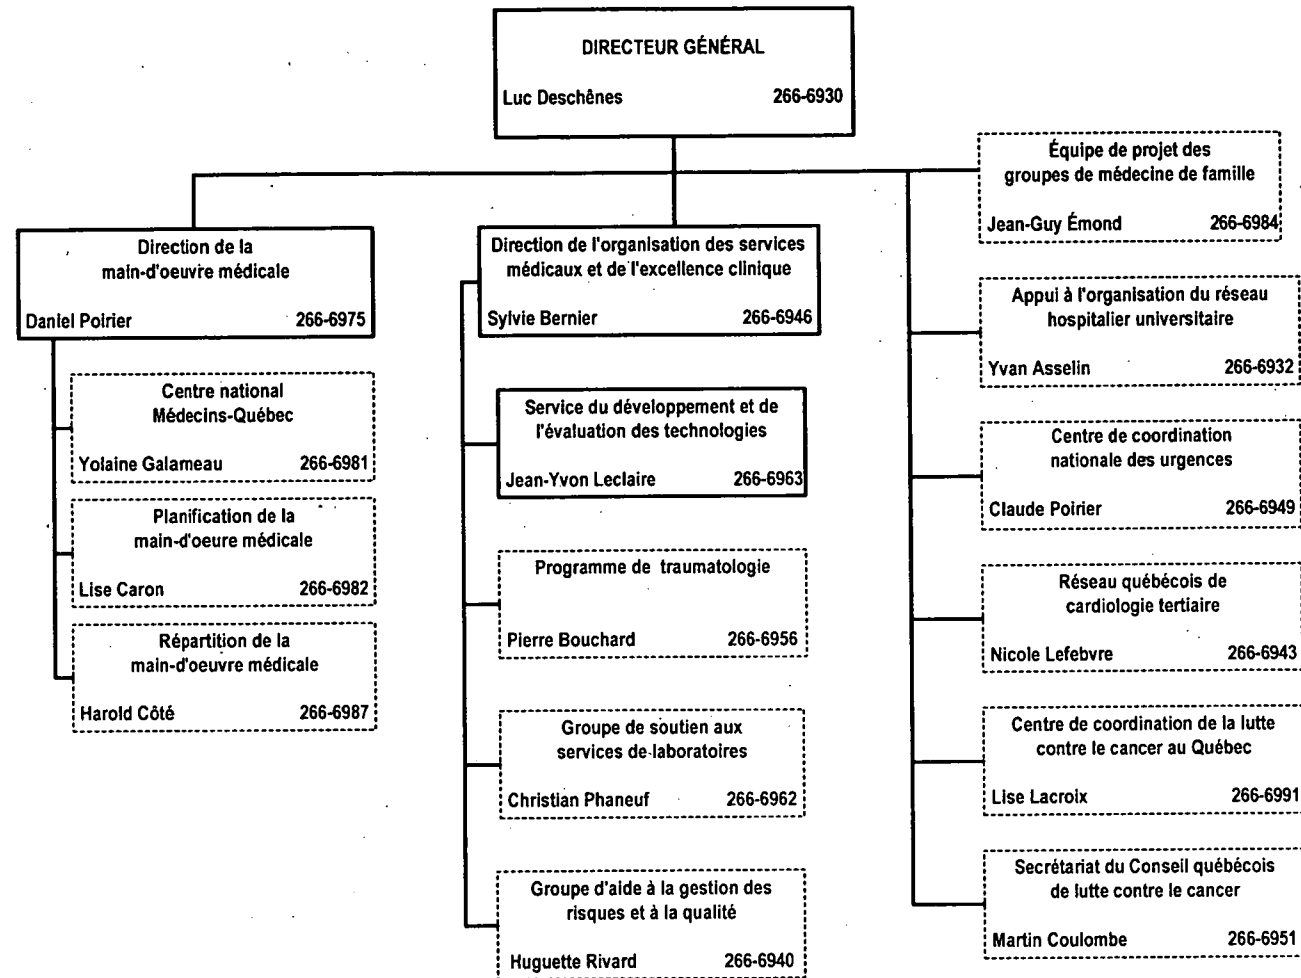 DIRECTEUR GÉNÉRAL
Luc Deschênes 266-6930
Équipe de projet des
groupes de médecine de famille
Jean-Guy Émond 266-6984
Direction de la
main-d'oeuvre médicale
Daniel Poirier 266-6975
Direction de l'organisation des services
médicaux et de l'excellence clinique
Sylvie Bernier 266-6946
Appui à l'organisation du réseau
hospitalier universitaire
Yvan Asselin 266-6932
Centre national
Médecins-Québec
Yolaine Galameau 266-6981
Service du développement et de
l'évaluation des technologies
Jean-Yvon Leclaire 266-6963
Centre de coordination
nationale des urgences
Claude Poirier 266-6949
Planification de la
main-d'oeure médicale
Lise Caron 266-6982
Programme de traumatologie
Pierre Bouchard 266-6956
Réseau québécois de
cardiologie tertiaire
Nicole Lefebvre 266-6943
Répartition de la
main-d'oeuvre médicale
Harold Côté 266-6987
Groupe de soutien aux
services de laboratoires
Christian Phaneuf 266-6962
Centre de coordination de la lutte
contre le cancer au Québec
Lise Lacroix 266-6991
Groupe d'aide à la gestion des
risques et à la qualité
Huguette Rivard 266-6940
Secrétariat du Conseil québécois
de lutte contre le cancer
Martin Coulombe 266-6951